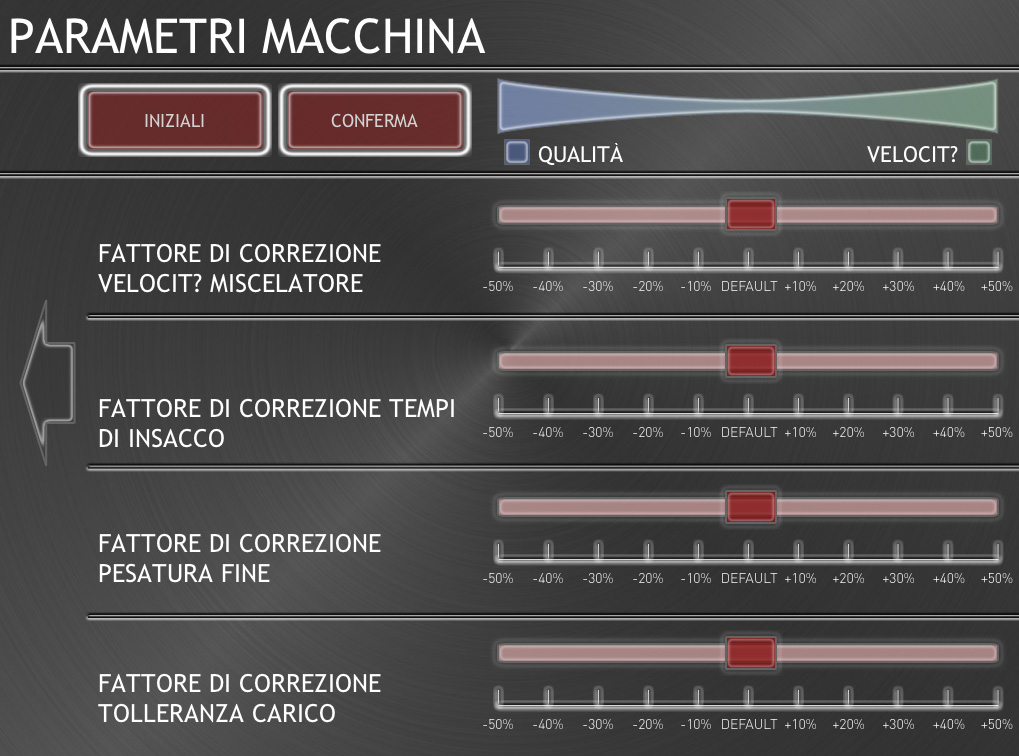 PARAMETRI MACCHINA
INIZIALI CONFERMA
QUALITÀ VELOCIT?
FATTORE DI CORREZIONE
VELOCIT? MISCELATORE
-50% -40% -30% -20% -10% DEFAULT +10% +20% +30% +40% +50%
FATTORE DI CORREZIONE TEMPI
DI INSACCO
-50% -40% -30% -20% -10% DEFAULT +10% +20% +30% +40% +50%
FATTORE DI CORREZIONE
PESATURA FINE
-50% -40% -30% -20% -10% DEFAULT +10% +20% +30% +40% +50%
FATTORE DI CORREZIONE
TOLLERANZA CARICO
-50% -40% -30% -20% -10% DEFAULT +10% +20% +30% +40% +50%